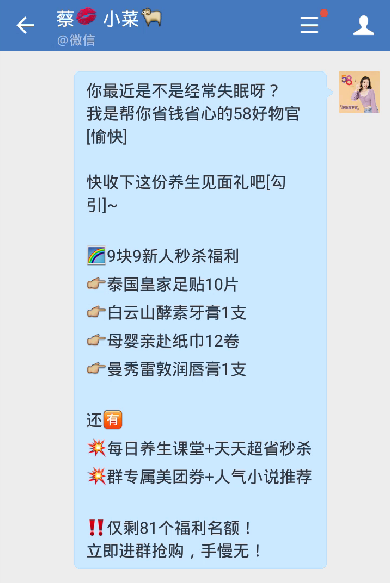 蔡💋 小菜🐏
@微信
58
你最近是不是经常失眠呀？
我是帮你省钱省心的58好物官
[愉快]
快收下这份养生见面礼吧[勾
引]~
🌈9块9新人秒杀福利
👉泰国皇家足贴10片
👉白云山酵素牙膏1支
👉母婴亲赴纸巾12卷
👉曼秀雷敦润唇膏1支
还🈶
💥每日养生课堂+天天超省秒杀
💥群专属美团券+人气小说推荐
‼️仅剩81个福利名额！
立即进群抢购，手慢无！